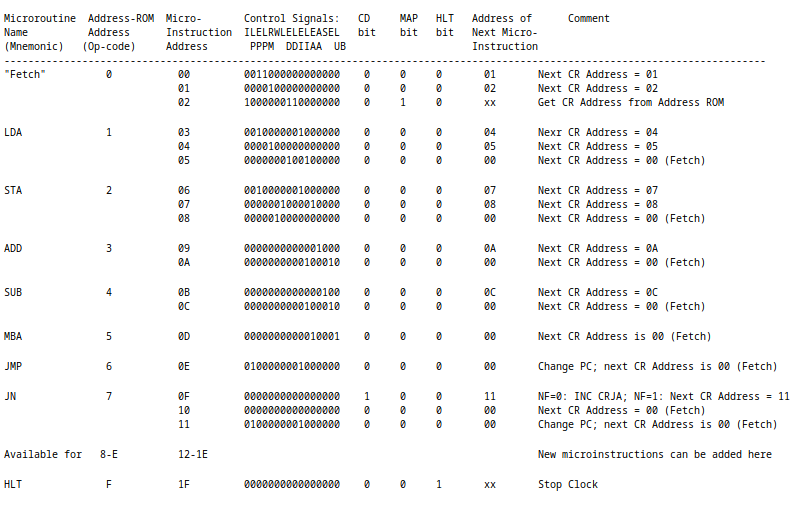 Microroutine  Address-ROM  Micro-       Control Signals:   CD     MAP   HLT   Address of      Comment
Name          Address      Instruction  ILELRWLELELEASEL   bit    bit   bit   Next Micro-
(Mnemonic)   (Op-code)     Address       PPPM  DDIIAA  UB                     Instruction
-------------------------------------------------------------------------------------------------------------------------------
"Fetch"          0           00         0011000000000000    0     0     0       01       Next CR Address = 01
                             01         0000100000000000    0     0     0       02       Next CR Address = 02
                             02         1000000110000000    0     1     0       xx       Get CR Address from Address ROM
LDA              1           03         0010000001000000    0     0     0       04       Nexr CR Address = 04
                             04         0000100000000000    0     0     0       05       Next CR Address = 05
                             05         0000000100100000    0     0     0       00       Next CR Address = 00 (Fetch)
STA              2           06         0010000001000000    0     0     0       07       Next CR Address = 07
                             07         0000001000010000    0     0     0       08       Next CR Address = 08
                             08         0000010000000000    0     0     0       00       Next CR Address = 00 (Fetch)
ADD              3           09         0000000000001000    0     0     0       0A       Next CR Address = 0A
                             0A         0000000000100010    0     0     0       00       Next CR Address = 00 (Fetch)
SUB              4           0B         0000000000000100    0     0     0       0C       Next CR Address = 0C
                             0C         0000000000100010    0     0     0       00       Next CR Address = 00 (Fetch)
MBA              5           0D         0000000000010001    0     0     0       00       Next CR Address is 00 (Fetch)
JMP              6           0E         0100000001000000    0     0     0       00       Change PC; next CR Address is 00 (Fetch)
JN               7           0F         0000000000000000    1     0     0       11       NF=0: INC CRJA; NF=1: Next CR Address = 11
                             10         0000000000000000    0     0     0       00       Next CR Address = 00 (Fetch)
                             11         0100000001000000    0     0     0       00       Change PC; next CR Address is 00 (Fetch)
Available for   8-E          12-1E                                                       New microinstructions can be added here
HLT              F           1F         0000000000000000    0     0     1       xx       Stop Clock